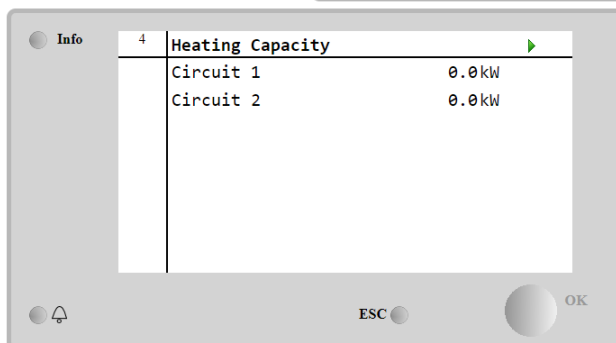 Info
4 Heating Capacity
Circuit 1 0.0kW
Circuit 2 0.0kW
ESC
OK